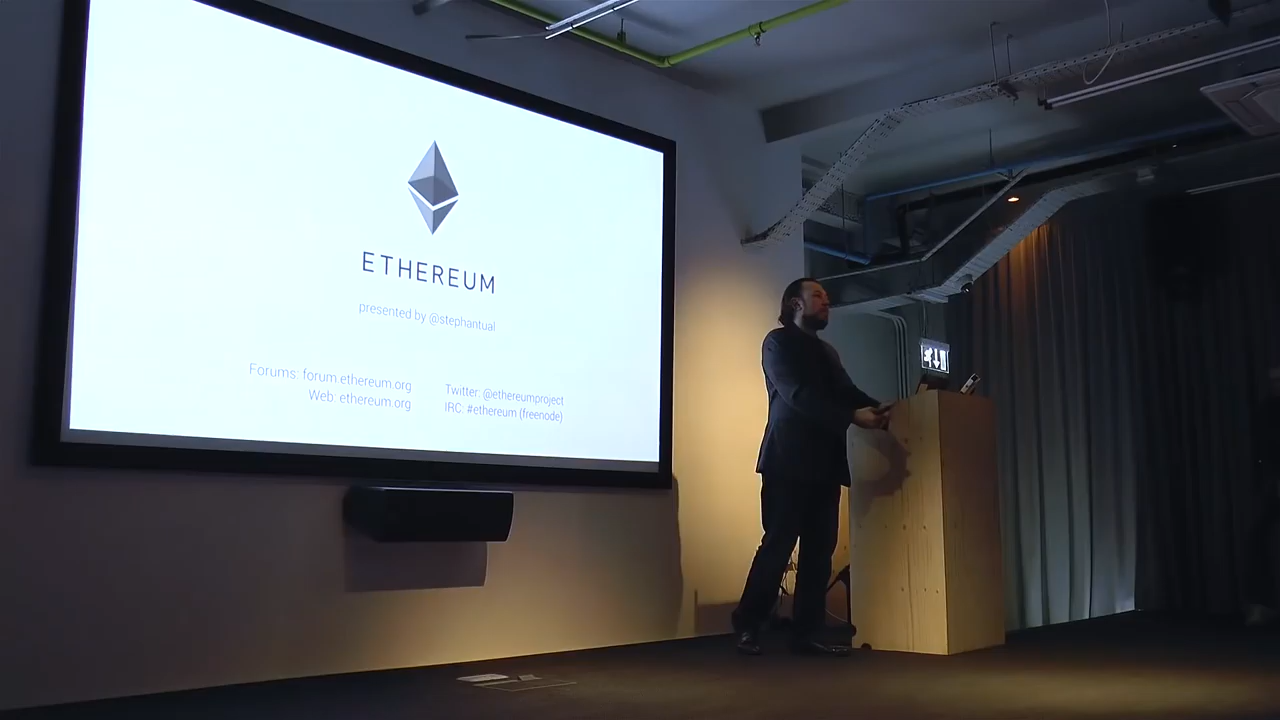 ETHEREUM
presented by @stephantual
Forums: forum.ethereum.org
Web: ethereum.org
Twitter: @ethereumproject
IRC: #ethereum (freenode)